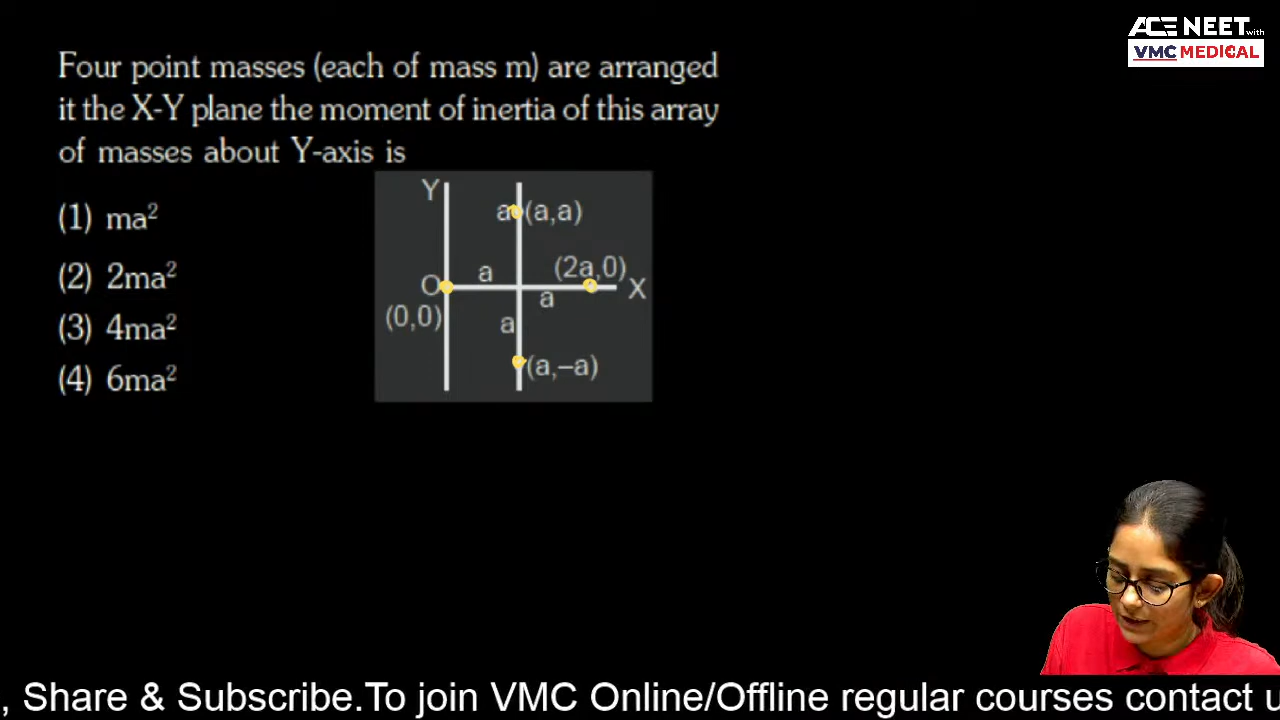 ACE NEET with
VMC MEDICAL
Four point masses (each of mass m) are arranged
it the X-Y plane the moment of inertia of this array
of masses about Y-axis is
(1) ma²
(2) 2ma²
(3) 4ma²
(4) 6ma²
Y
a (a,a)
(2a,0)
a
O
X
a
(0,0)
a
(a,–a)
, Share & Subscribe.To join VMC Online/Offline regular courses contact u